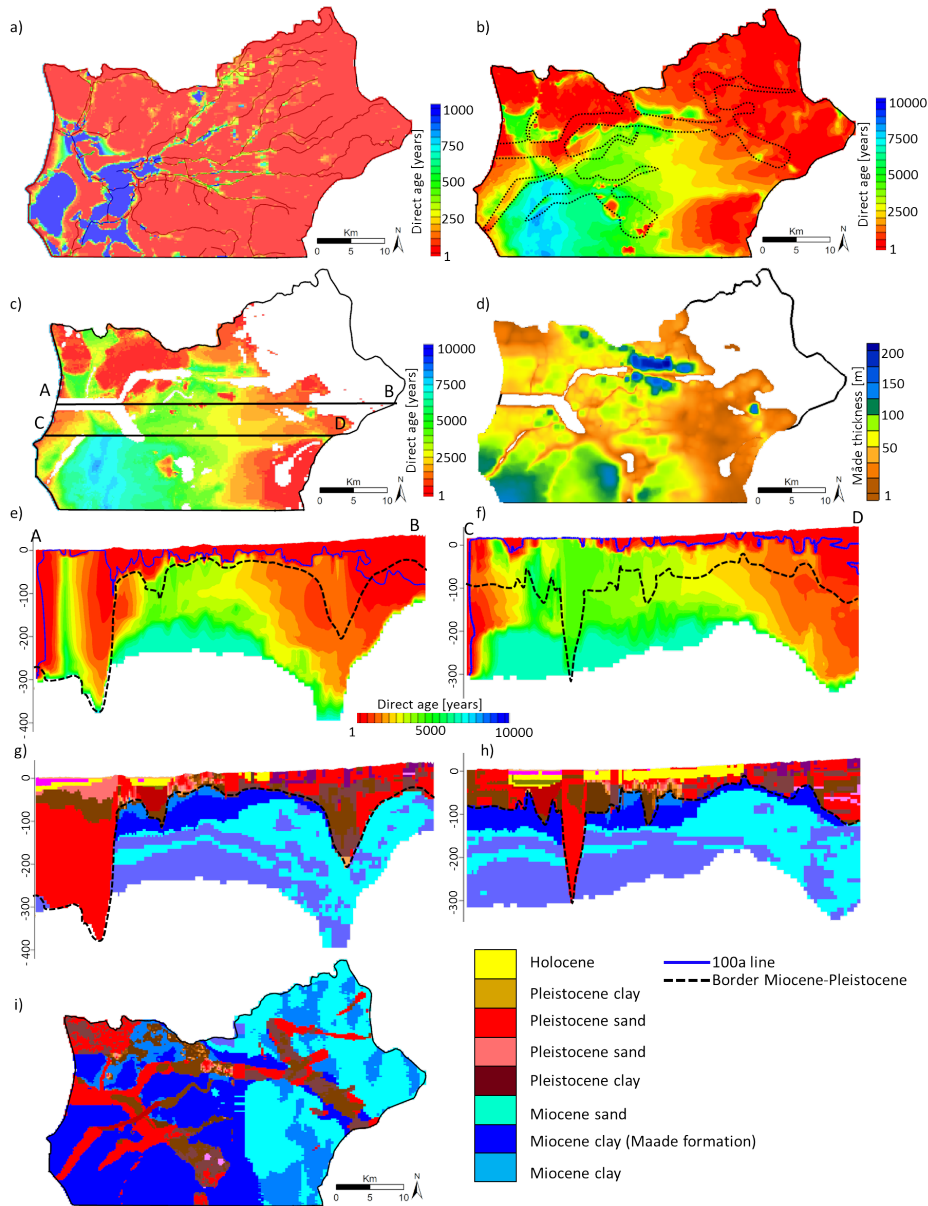 a)
1000
750
500
250
1
Direct age [years]
Km
0 5 10
N
b)
10000
7500
5000
2500
1
Direct age [years]
Km
0 5 10
N
c)
A
B
C
D
10000
7500
5000
2500
1
Direct age [years]
Km
0 5 10
N
d)
200
150
100
50
1
Måde thickness [m]
Km
0 5 10
N
e)
A
B
0
-100
-200
-300
-400
Direct age [years]
1 5000 10000
f)
C
D
0
-100
-200
-300
g)
0
-100
-200
-300
-400
h)
0
-100
-200
-300
i)
Km
0 5 10
N
Holocene
Pleistocene clay
Pleistocene sand
Pleistocene sand
Pleistocene clay
Miocene sand
Miocene clay (Maade formation)
Miocene clay
100a line
Border Miocene-Pleistocene